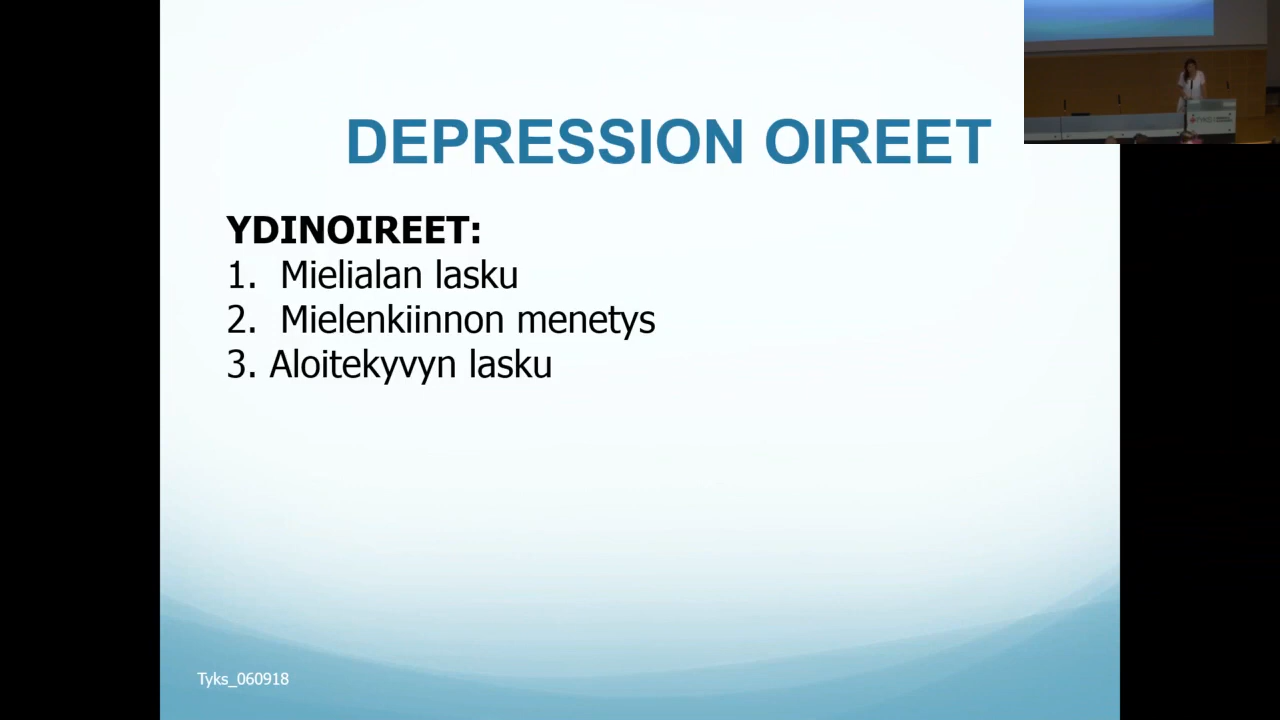 DEPRESSION OIREET
YDINOIREET:
1. Mielialan lasku
2. Mielenkiinnon menetys
3. Aloitekyvyn lasku
Tyks_060918